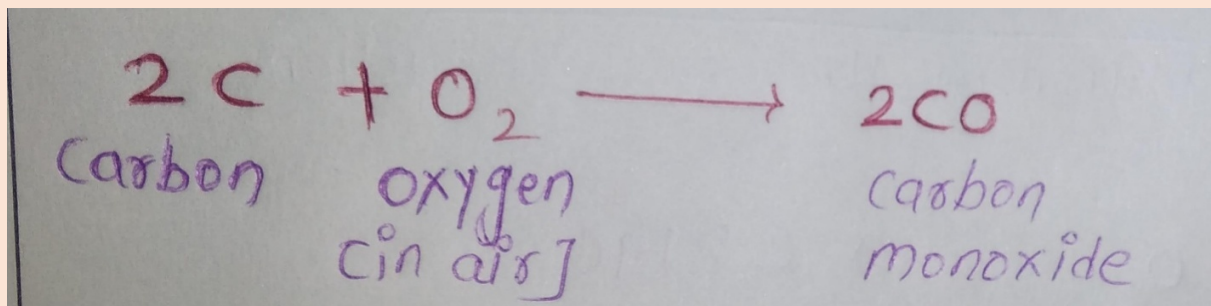 2C + O₂ ⟶ 2CO
Carbon oxygen carbon
[in air] monoxide